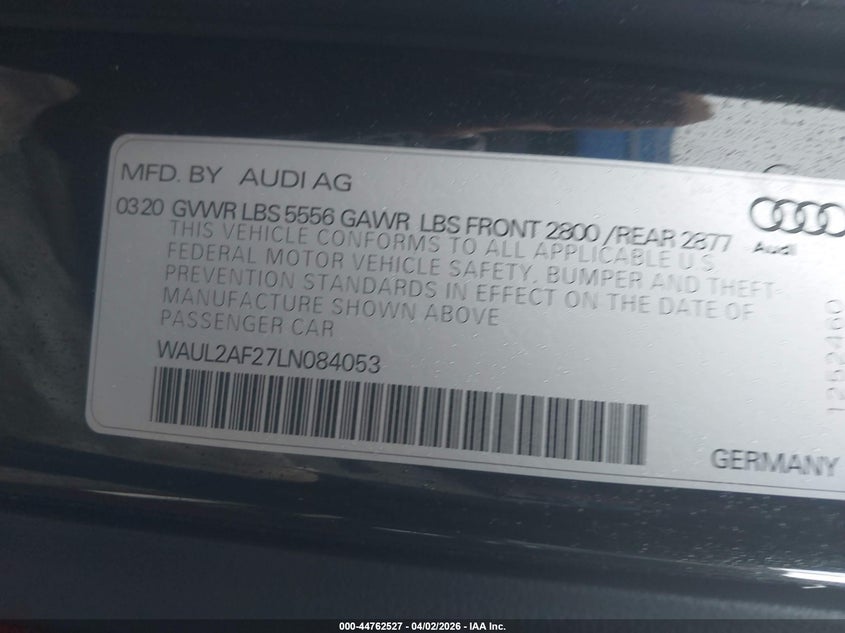 MFD. BY AUDI AG
0320 GVWR LBS 5556 GAWR LBS FRONT 2800 / REAR 2877
THIS VEHICLE CONFORMS TO ALL APPLICABLE U.S.
FEDERAL MOTOR VEHICLE SAFETY, BUMPER AND THEFT-
PREVENTION STANDARDS IN EFFECT ON THE DATE OF
MANUFACTURE SHOWN ABOVE
PASSENGER CAR
WAUL2AF27LN084053
Audi
1252460
GERMANY
000-44762527 - 04/02/2026 - IAA Inc.